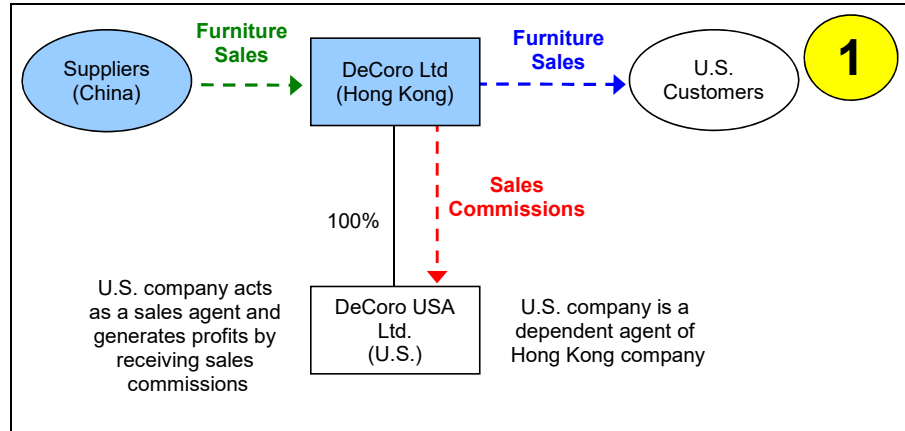 Suppliers
(China)
Furniture
Sales
DeCoro Ltd
(Hong Kong)
Furniture
Sales
U.S.
Customers
1
100%
Sales
Commissions
U.S. company acts
as a sales agent and
generates profits by
receiving sales
commissions
DeCoro USA
Ltd.
(U.S.)
U.S. company is a
dependent agent of
Hong Kong company